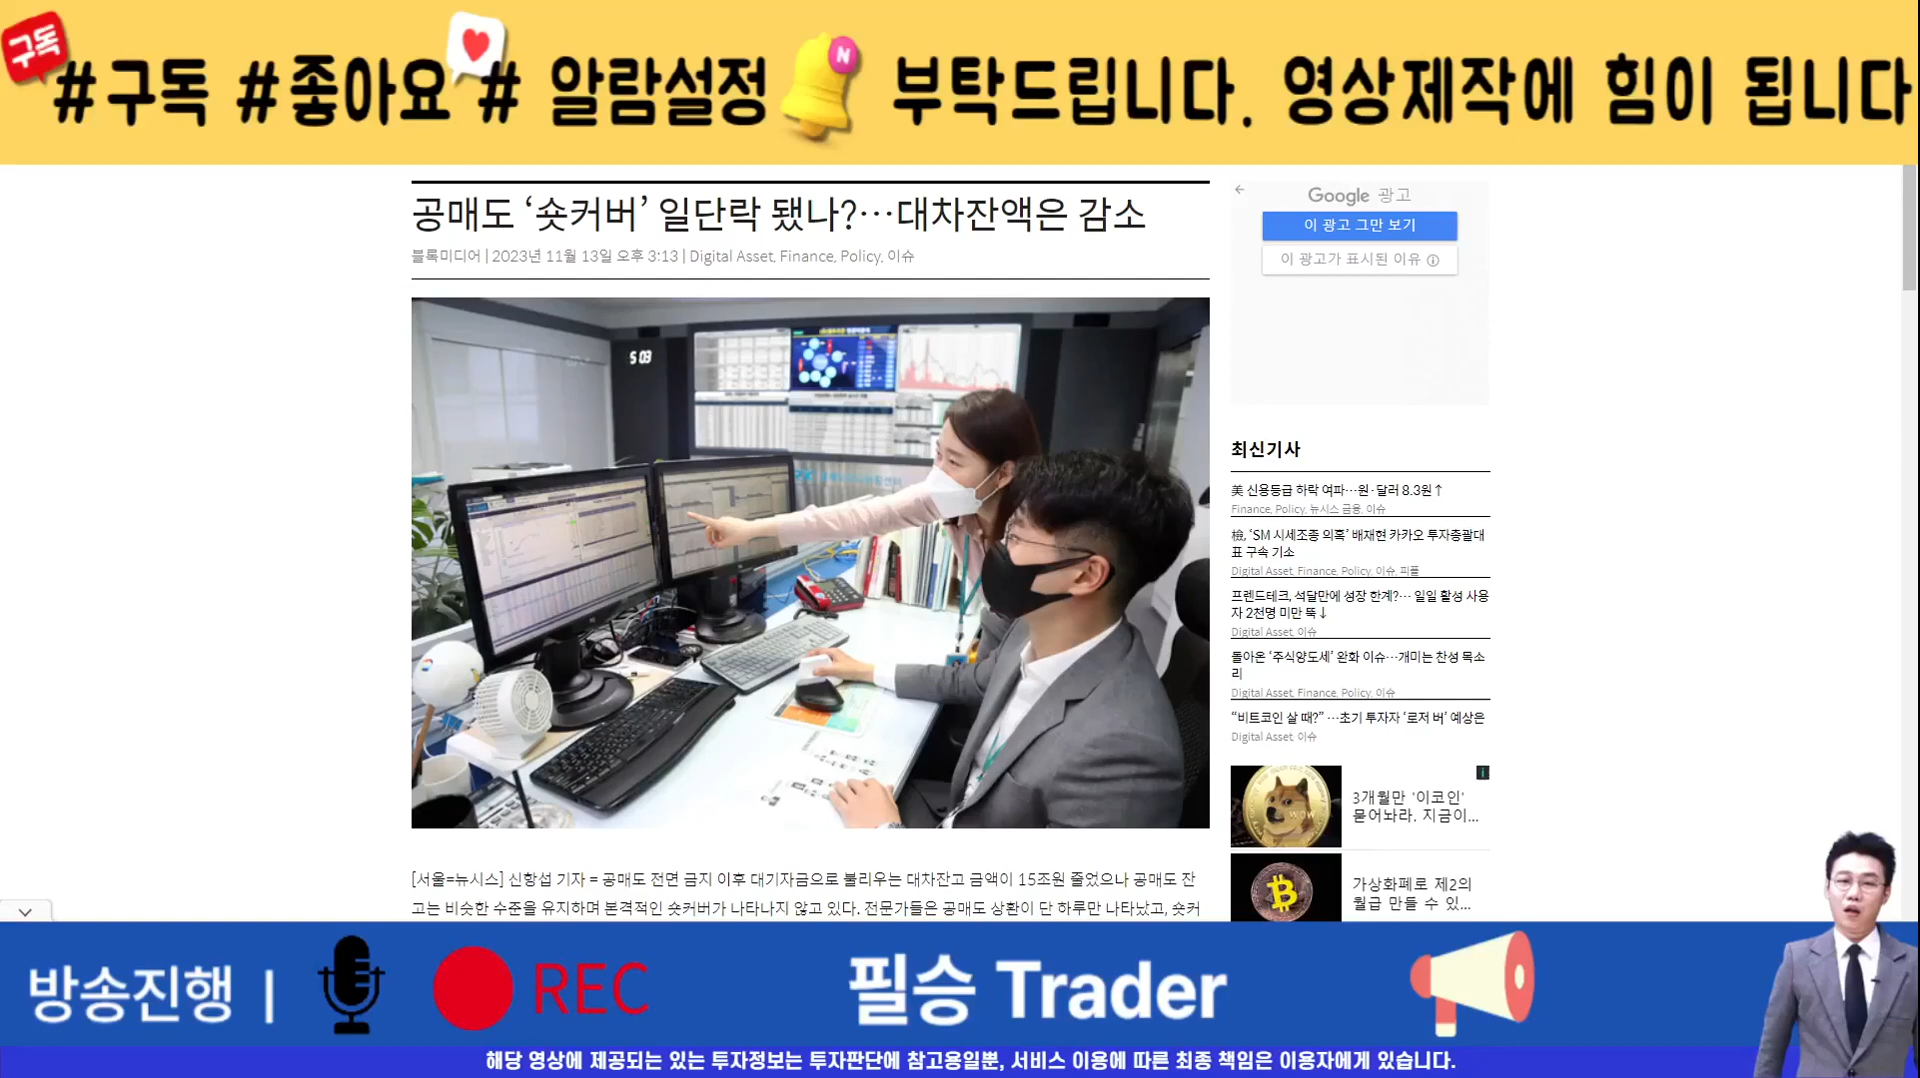 구독
#구독 #좋아요 # 알람설정 N 부탁드립니다. 영상제작에 힘이 됩니다
공매도 ‘숏커버’ 일단락 됐나?…대차잔액은 감소
블록미디어 | 2023년 11월 13일 오후 3:13 | Digital Asset, Finance, Policy, 이슈
5 03
[서울=뉴시스] 신항섭 기자 = 공매도 전면 금지 이후 대기자금으로 불리우는 대차잔고 금액이 15조원 줄었으나 공매도 잔
고는 비슷한 수준을 유지하며 본격적인 숏커버가 나타나지 않고 있다. 전문가들은 공매도 상환이 단 하루만 나타났고, 숏커
Google 광고
이 광고 그만 보기
이 광고가 표시된 이유
최신기사
美 신용등급 하락 여파…원·달러 8.3원↑
Finance, Policy, 뉴시스 금융, 이슈
檢, ‘SM 시세조종 의혹’ 배재현 카카오 투자총괄대
표 구속 기소
Digital Asset, Finance, Policy, 이슈, 피플
프렌드테크, 석달만에 성장 한계?… 일일 활성 사용
자 2천명 미만 뚝↓
Digital Asset, 이슈
돌아온 ‘주식양도세’ 완화 이슈…개미는 찬성 목소
리
Digital Asset, Finance, Policy, 이슈
“비트코인 살 때?” …초기 투자자 ‘로저 버’ 예상은
Digital Asset, 이슈
3개월만 '이코인'
묻어놔라. 지금이...
가상화폐로 제2의
월급 만들 수 있...
방송진행 | REC 필승 Trader
해당 영상에 제공되는 있는 투자정보는 투자판단에 참고용일뿐, 서비스 이용에 따른 최종 책임은 이용자에게 있습니다.